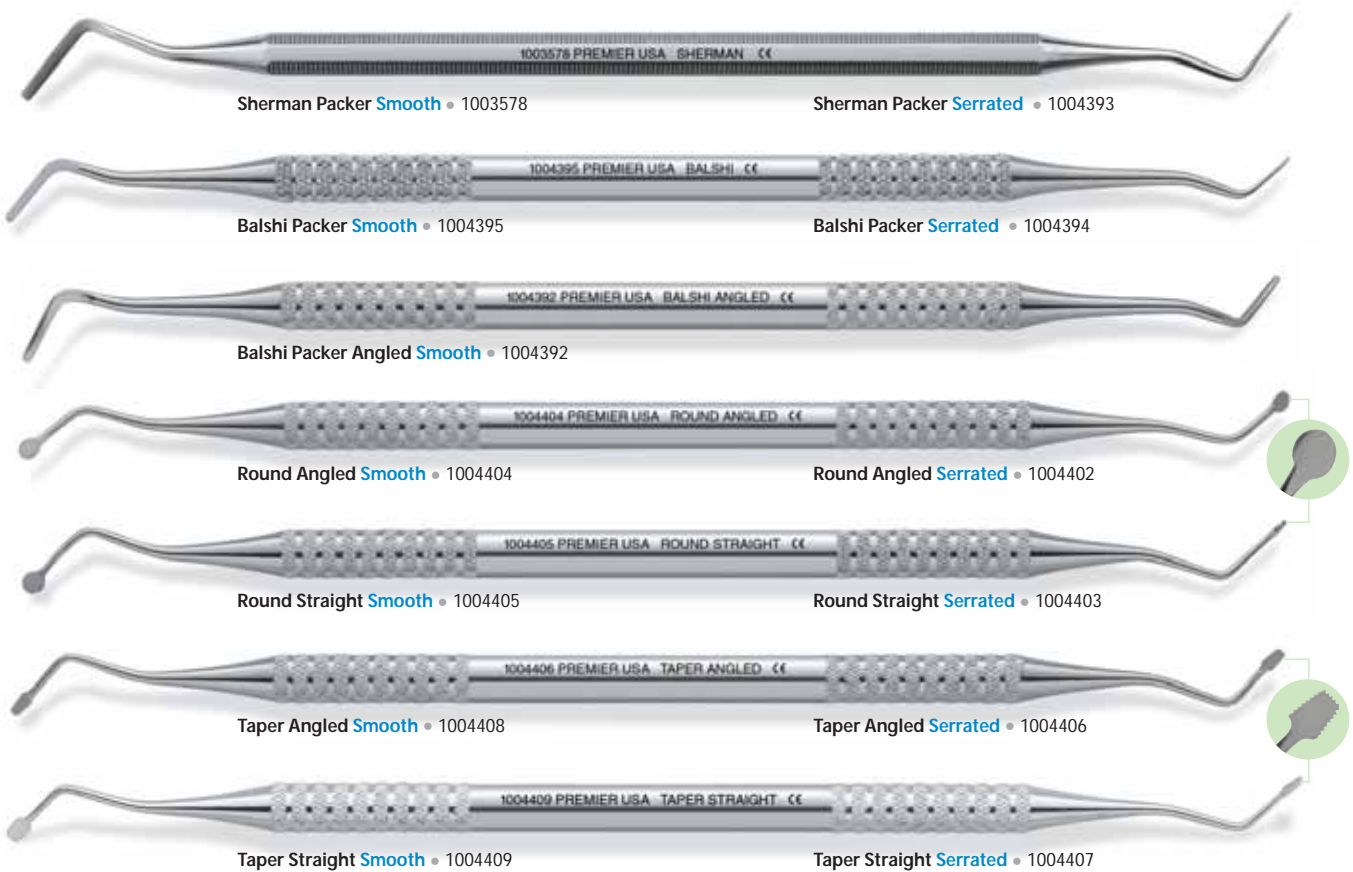 1003578 PREMIER USA SHERMAN CE
Sherman Packer Smooth • 1003578 Sherman Packer Serrated • 1004393
1004395 PREMIER USA BALSHI CE
Balshi Packer Smooth • 1004395 Balshi Packer Serrated • 1004394
1004392 PREMIER USA BALSHI ANGLED CE
Balshi Packer Angled Smooth • 1004392
1004404 PREMIER USA ROUND ANGLED CE
Round Angled Smooth • 1004404 Round Angled Serrated • 1004402
1004405 PREMIER USA ROUND STRAIGHT CE
Round Straight Smooth • 1004405 Round Straight Serrated • 1004403
1004406 PREMIER USA TAPER ANGLED CE
Taper Angled Smooth • 1004408 Taper Angled Serrated • 1004406
1004409 PREMIER USA TAPER STRAIGHT CE
Taper Straight Smooth • 1004409 Taper Straight Serrated • 1004407